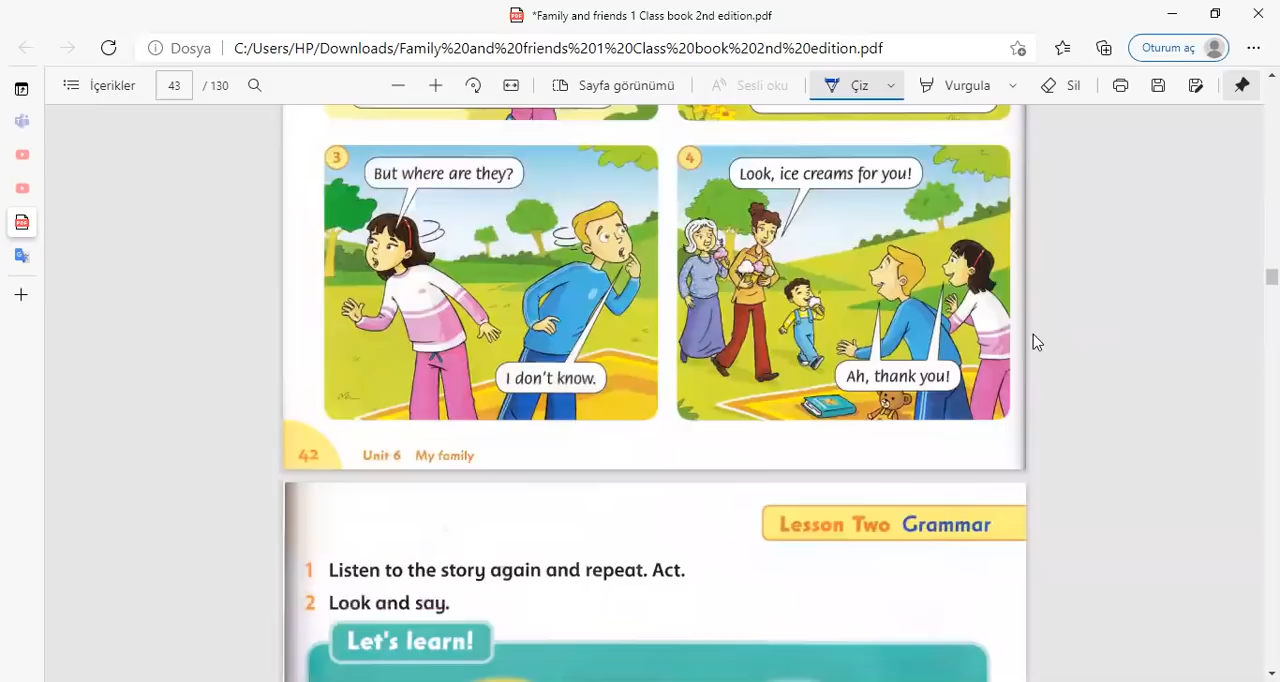 *Family and friends 1 Class book 2nd edition.pdf
Dosya
C:/Users/HP/Downloads/Family%20and%20friends%201%20Class%20book%202nd%20edition.pdf
Oturum aç
İçerikler
43
/ 130
Sayfa görünümü
Sesli oku
Çiz
Vurgula
Sil
3
But where are they?
I don't know.
4
Look, ice creams for you!
Ah, thank you!
42
Unit 6 My family
Lesson Two Grammar
1 Listen to the story again and repeat. Act.
2 Look and say.
Let's learn!